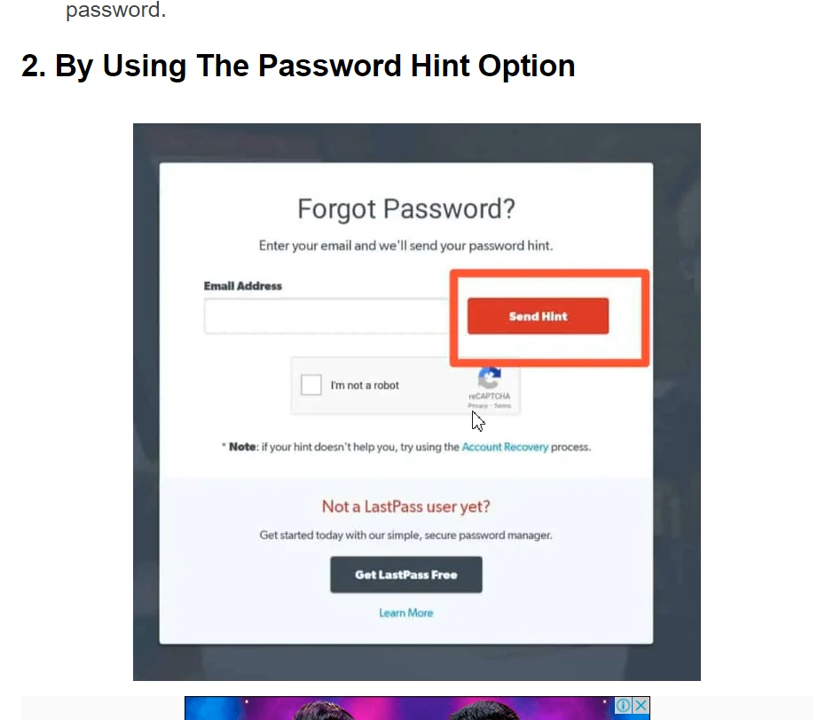 password.
2. By Using The Password Hint Option
Forgot Password?
Enter your email and we'll send your password hint.
Email Address
Send Hint
I'm not a robot
reCAPTCHA
Privacy - Terms
* Note: if your hint doesn't help you, try using the Account Recovery process.
Not a LastPass user yet?
Get started today with our simple, secure password manager.
Get LastPass Free
Learn More